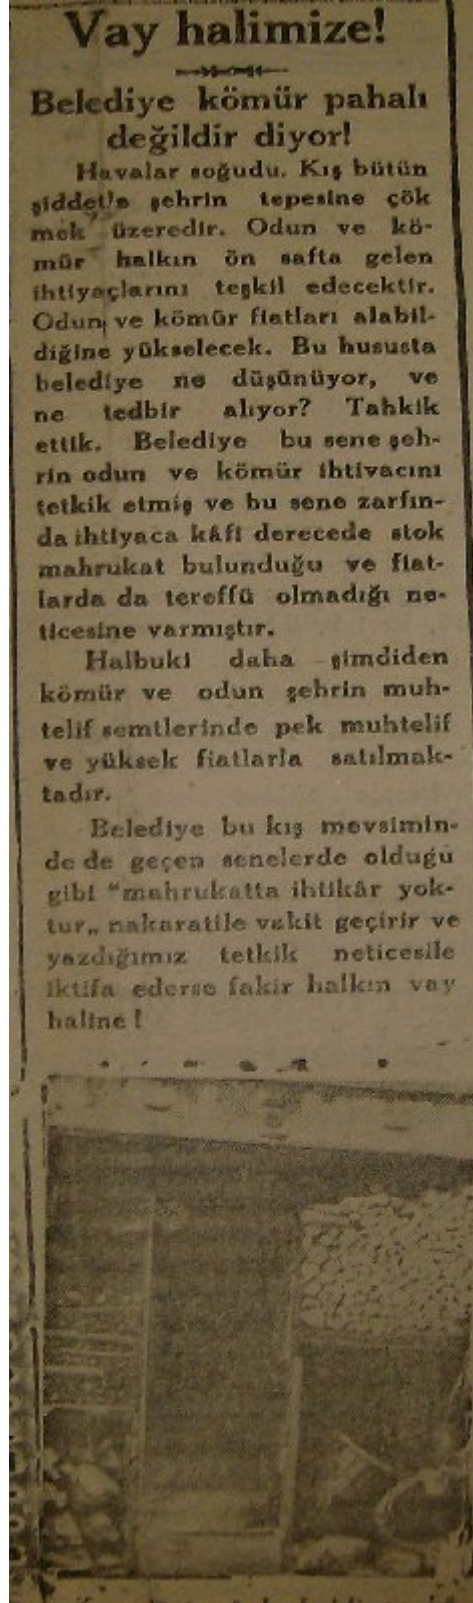 Vay halimize!
Belediye kömür pahalı
değildir diyor!
Havalar soğudu. Kış bütün
şiddetle şehrin tepesine çök
mek üzeredir. Odun ve kö-
mür halkın ön safta gelen
ihtiyaçlarını teşkil edecektir.
Odun ve kömür fiatları alabil-
diğine yükselecek. Bu hususta
belediye ne düşünüyor, ve
ne tedbir alıyor? Tahkik
ettik. Belediye bu sene şeh-
rin odun ve kömür ihtivacını
tetkik etmiş ve bu sene zarfın-
da ihtiyaca kâfi derecede stok
mahrukat bulunduğu ve fiat-
larda da tereffü olmadığı ne-
ticesine varmıştır.
Halbuki daha şimdiden
kömür ve odun şehrin muh-
telif semtlerinde pek muhtelif
ve yüksek fiatlarla satılmak-
tadır.
Belediye bu kış mevsimin-
de de geçen senelerde olduğu
gibi “mahrukatta ihtikâr yok-
tur„ nakaratile vakit geçirir ve
yazdığımız tetkik neticesile
iktifa ederse fakir halkın vay
haline !